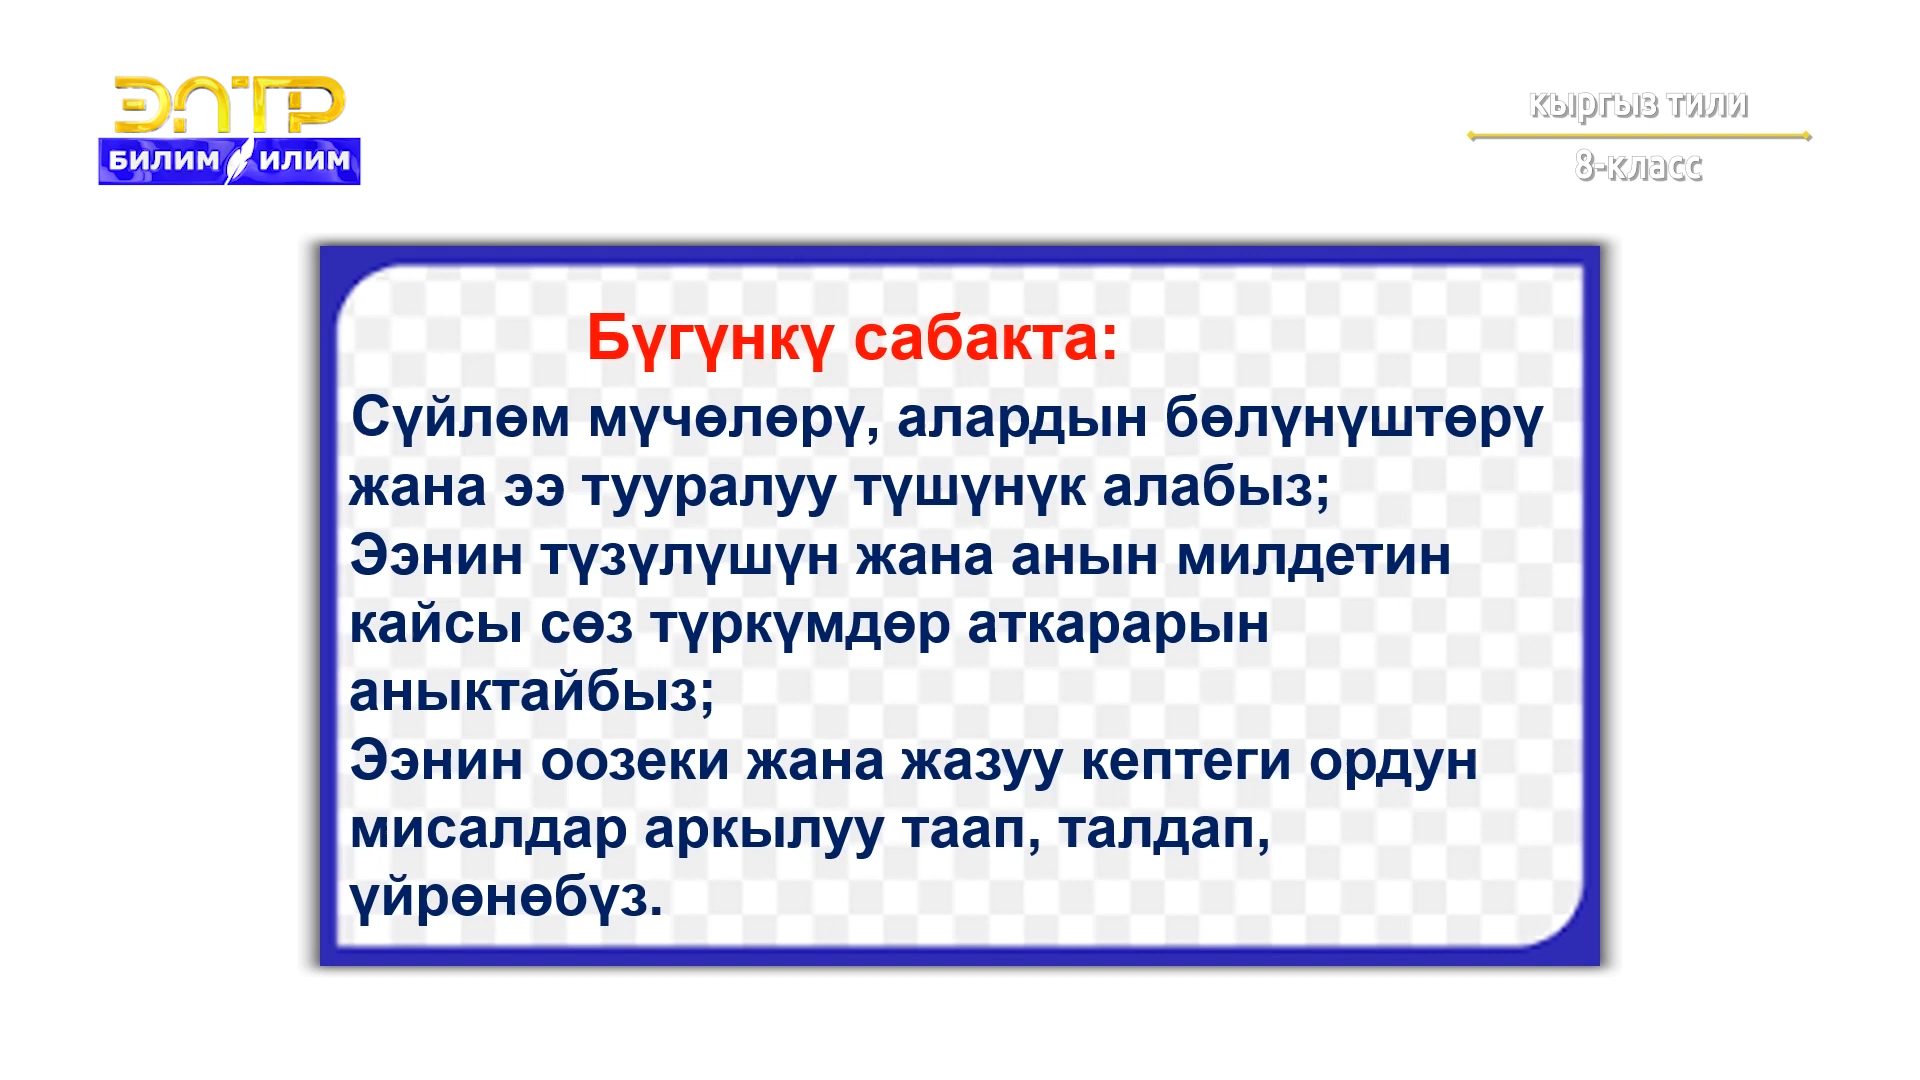 ЭЛТР
БИЛИМ ИЛИМ
кыргыз тили
8-класс
Бүгүнкү сабакта:
Сүйлөм мүчөлөрү, алардын бөлүнүштөрү
жана ээ тууралуу түшүнүк алабыз;
Ээнин түзүлүшүн жана анын милдетин
кайсы сөз түркүмдөр аткарарын
аныктайбыз;
Ээнин оозеки жана жазуу кептеги ордун
мисалдар аркылуу таап, талдап,
үйрөнөбүз.